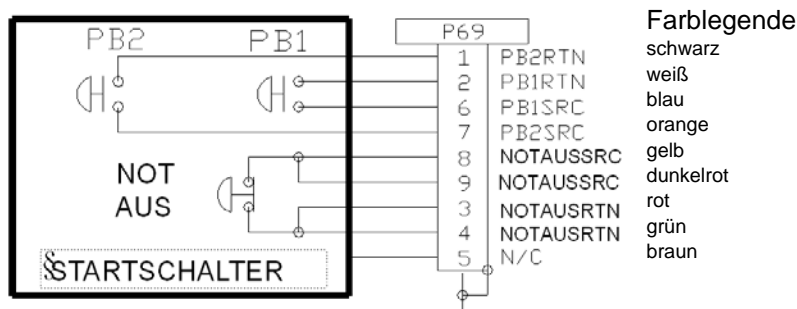 PB2 PB1 P69 Farblegende
1 PB2RTN schwarz
2 PB1RTN weiß
6 PB1SRC blau
7 PB2SRC orange
8 NOTAUSSRC gelb
9 NOTAUSSRC dunkelrot
3 NOTAUSRTN rot
4 NOTAUSRTN grün
5 N/C braun
NOT
AUS
§STARTSCHALTER